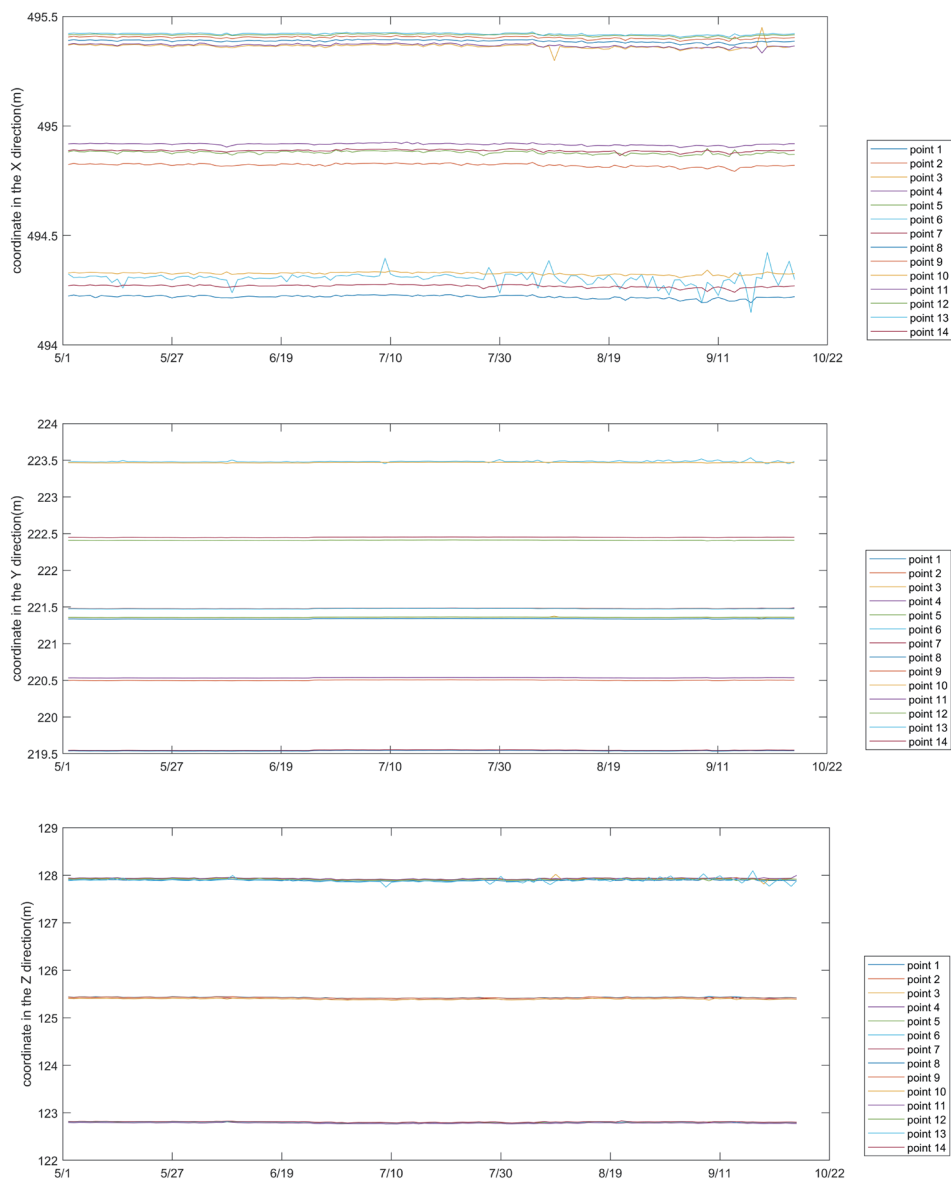 495.5
495
494.5
494
coordinate in the X direction(m)
5/1 5/27 6/19 7/10 7/30 8/19 9/11 10/22
point 1
point 2
point 3
point 4
point 5
point 6
point 7
point 8
point 9
point 10
point 11
point 12
point 13
point 14
224
223.5
223
222.5
222
221.5
221
220.5
220
219.5
coordinate in the Y direction(m)
5/1 5/27 6/19 7/10 7/30 8/19 9/11 10/22
point 1
point 2
point 3
point 4
point 5
point 6
point 7
point 8
point 9
point 10
point 11
point 12
point 13
point 14
129
128
127
126
125
124
123
122
coordinate in the Z direction(m)
5/1 5/27 6/19 7/10 7/30 8/19 9/11 10/22
point 1
point 2
point 3
point 4
point 5
point 6
point 7
point 8
point 9
point 10
point 11
point 12
point 13
point 14